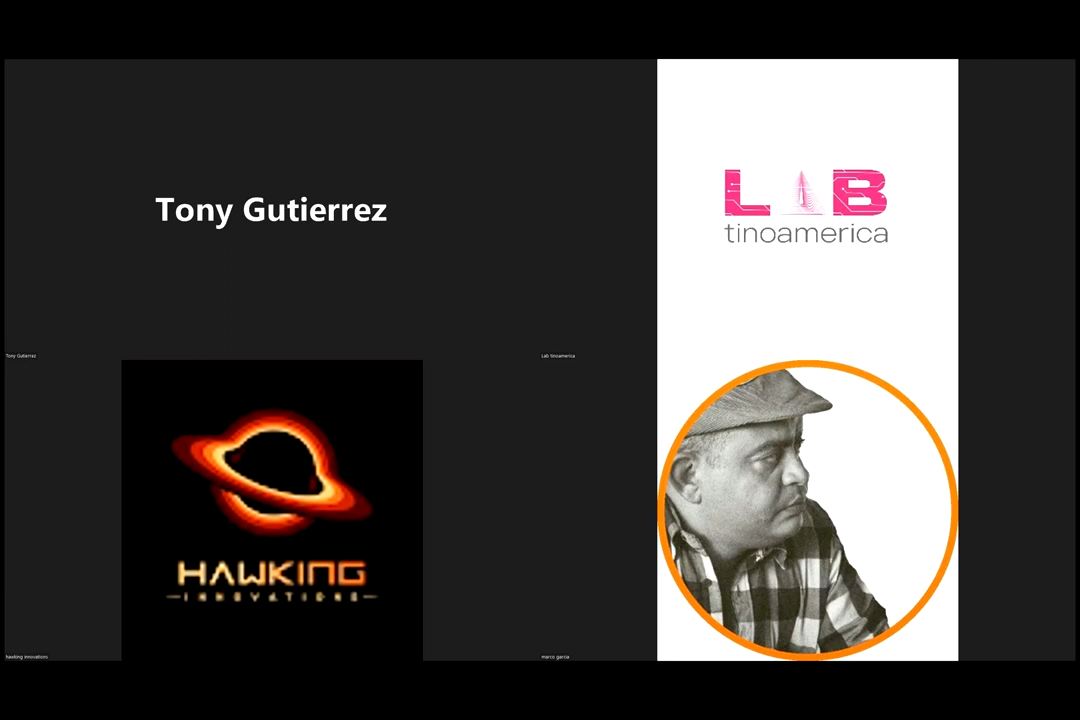 Tony Gutierrez
LAB
tinoamerica
Tony Gutierrez
Lab tinoamerica
HAWKING
INNOVATIONS
hawking innovations
marco garcia